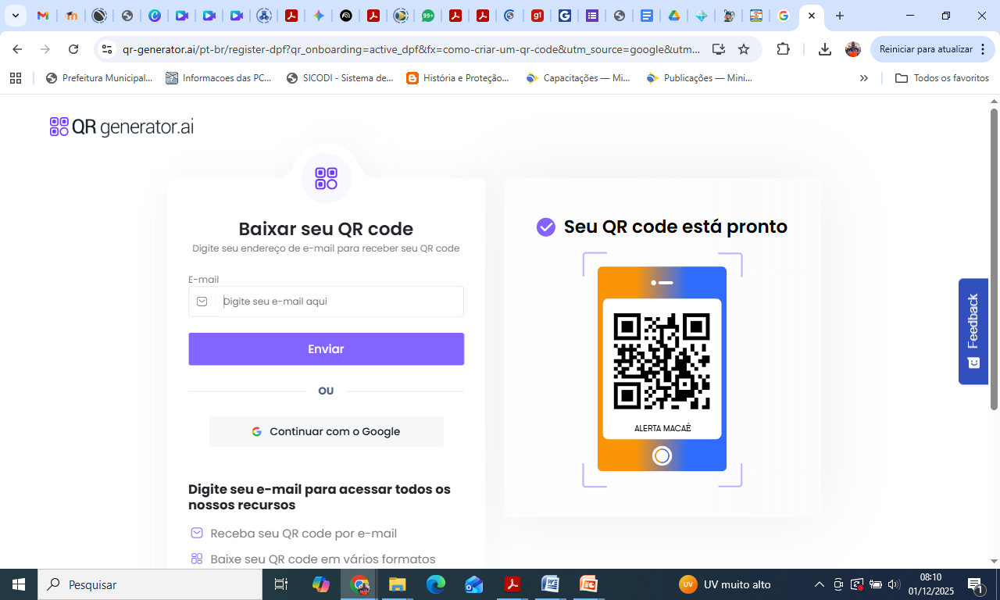 99+
g1
qr-generator.ai/pt-br/register-dpf?qr_onboarding=active_dpf&fx=como-criar-um-qr-code&utm_source=google&utm...
Reiniciar para atualizar
Prefeitura Municipal...
Informacoes das PC...
SICODI - Sistema de...
História e Proteção...
Capacitações — Mi...
Publicações — Mini...
Todos os favoritos
QR generator.ai
Baixar seu QR code
Digite seu endereço de e-mail para receber seu QR code
E-mail
Digite seu e-mail aqui
Enviar
OU
Continuar com o Google
Digite seu e-mail para acessar todos os
nossos recursos
Receba seu QR code por e-mail
Baixe seu QR code em vários formatos
Seu QR code está pronto
ALERTA MACAÉ
Feedback
Pesquisar
UV
UV muito alto
08:10
01/12/2025
1